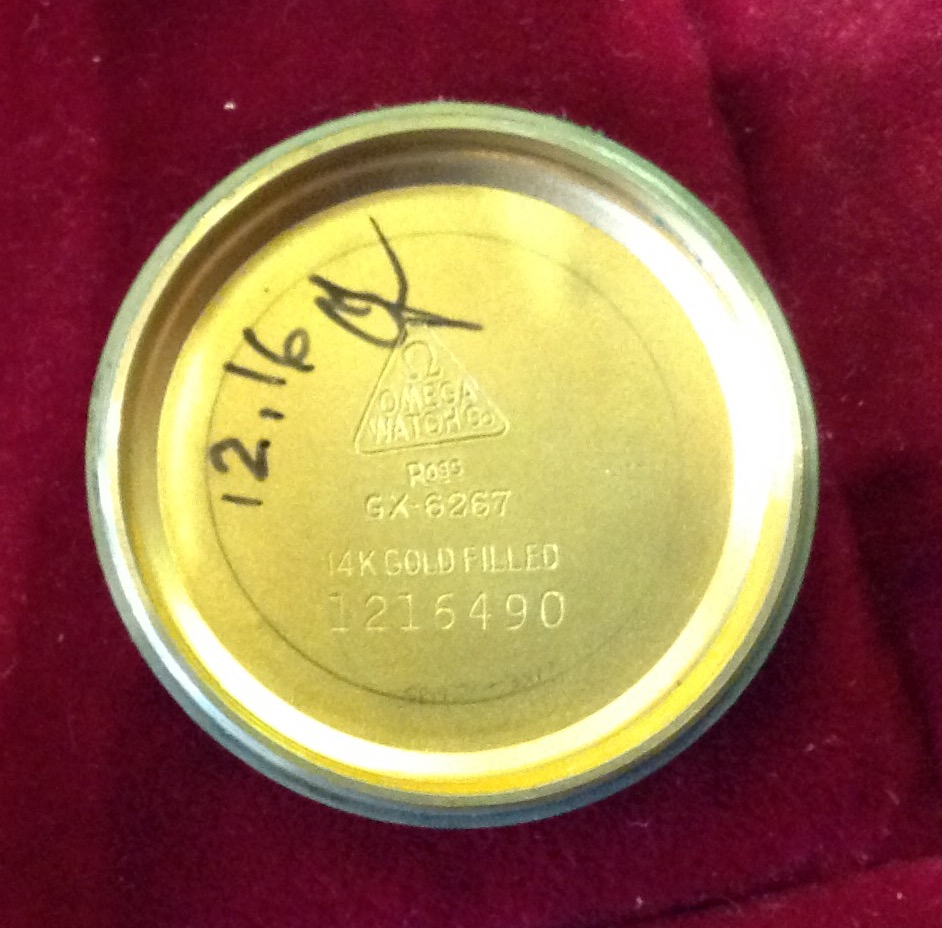 12.16
Ω
OMEGA
WATCH Co
Ross
GX-6267
14K GOLD FILLED
1216490